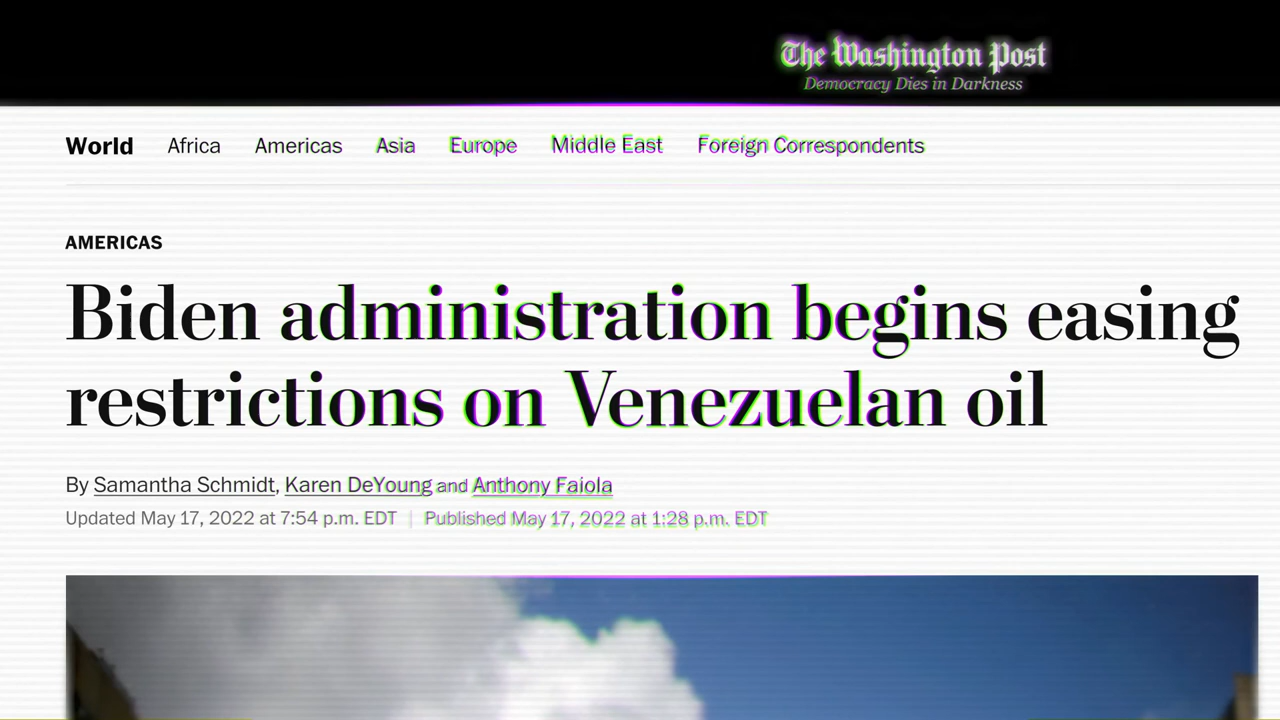 The Washington Post
Democracy Dies in Darkness
World Africa Americas Asia Europe Middle East Foreign Correspondents
AMERICAS
Biden administration begins easing
restrictions on Venezuelan oil
By Samantha Schmidt, Karen DeYoung and Anthony Faiola
Updated May 17, 2022 at 7:54 p.m. EDT | Published May 17, 2022 at 1:28 p.m. EDT